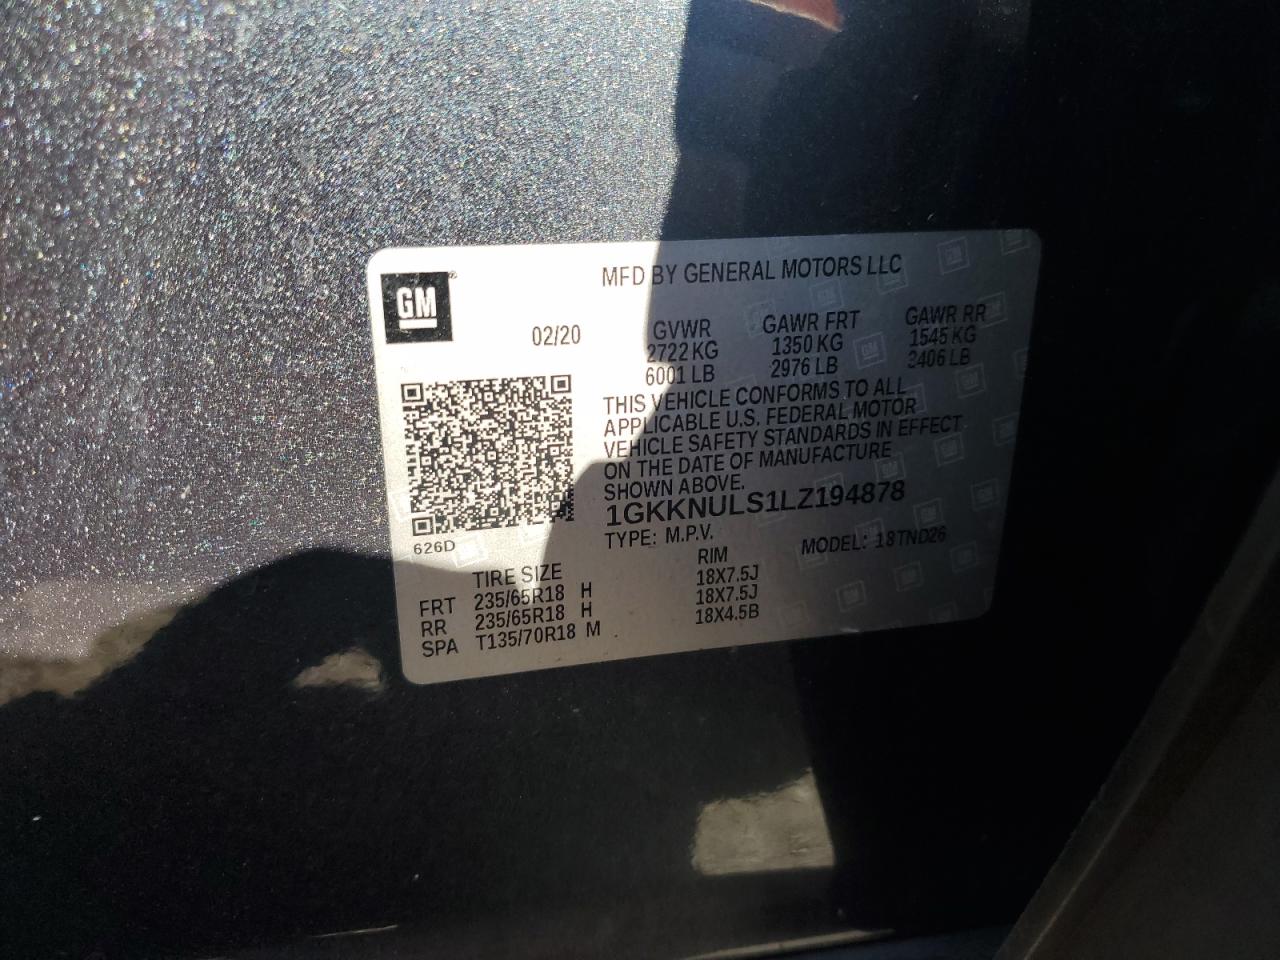 MFD BY GENERAL MOTORS LLC
GM®
02/20
GVWR GAWR FRT GAWR RR
2722 KG 1350 KG 1545 KG
6001 LB 2976 LB 3406 LB
THIS VEHICLE CONFORMS TO ALL
APPLICABLE U.S. FEDERAL MOTOR
VEHICLE SAFETY STANDARDS IN EFFECT
ON THE DATE OF MANUFACTURE
SHOWN ABOVE.
1GKKNULS1LZ194878
TYPE: M.P.V. MODEL: 18TND26
626D
TIRE SIZE RIM
FRT 235/65R18 H 18X7.5J
RR 235/65R18 H 18X7.5J
SPA T135/70R18 M 18X4.5B